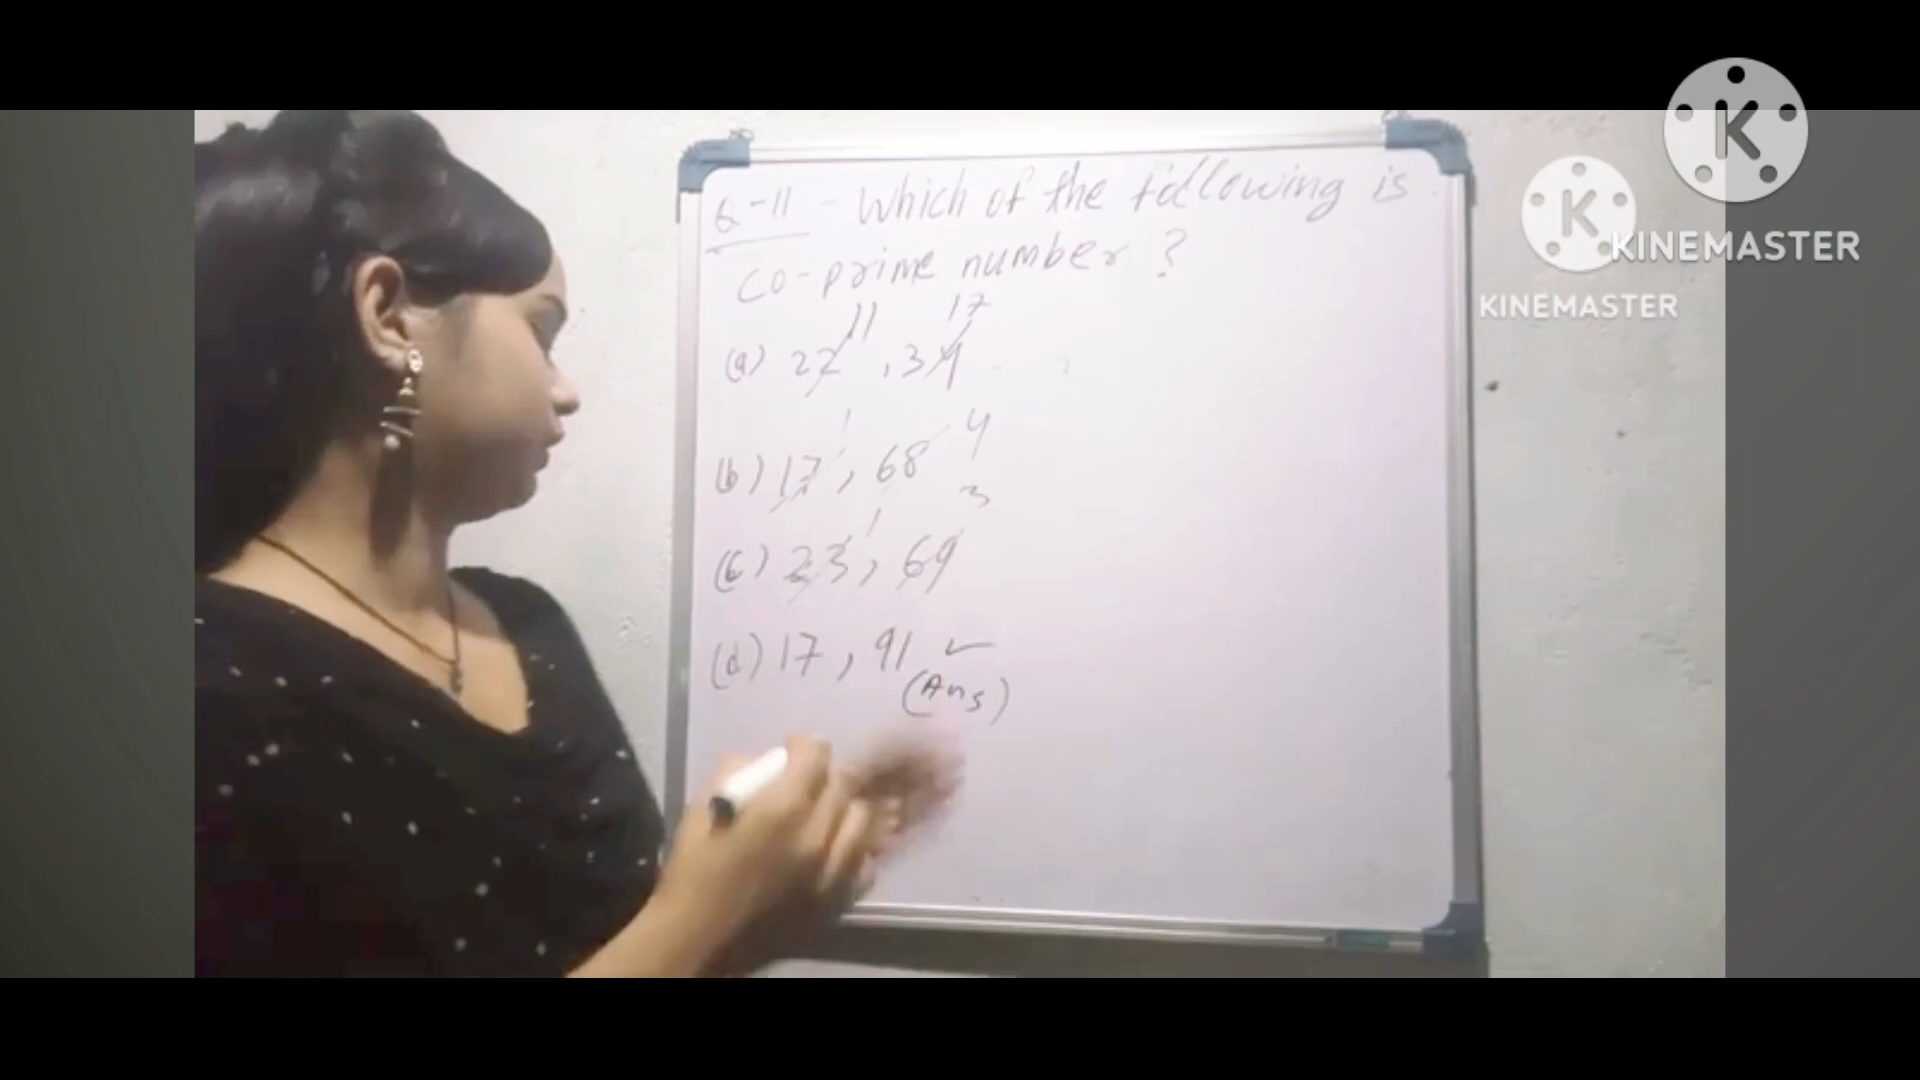 Q-11 - Which of the following is
co-prime number ?
11 17
(a) 22 , 34
1 4
(b) 17 , 68
1 3
(c) 23 , 69
(d) 17 , 91 ✓
(Ans)
K
KINEMASTER
K
KINEMASTER